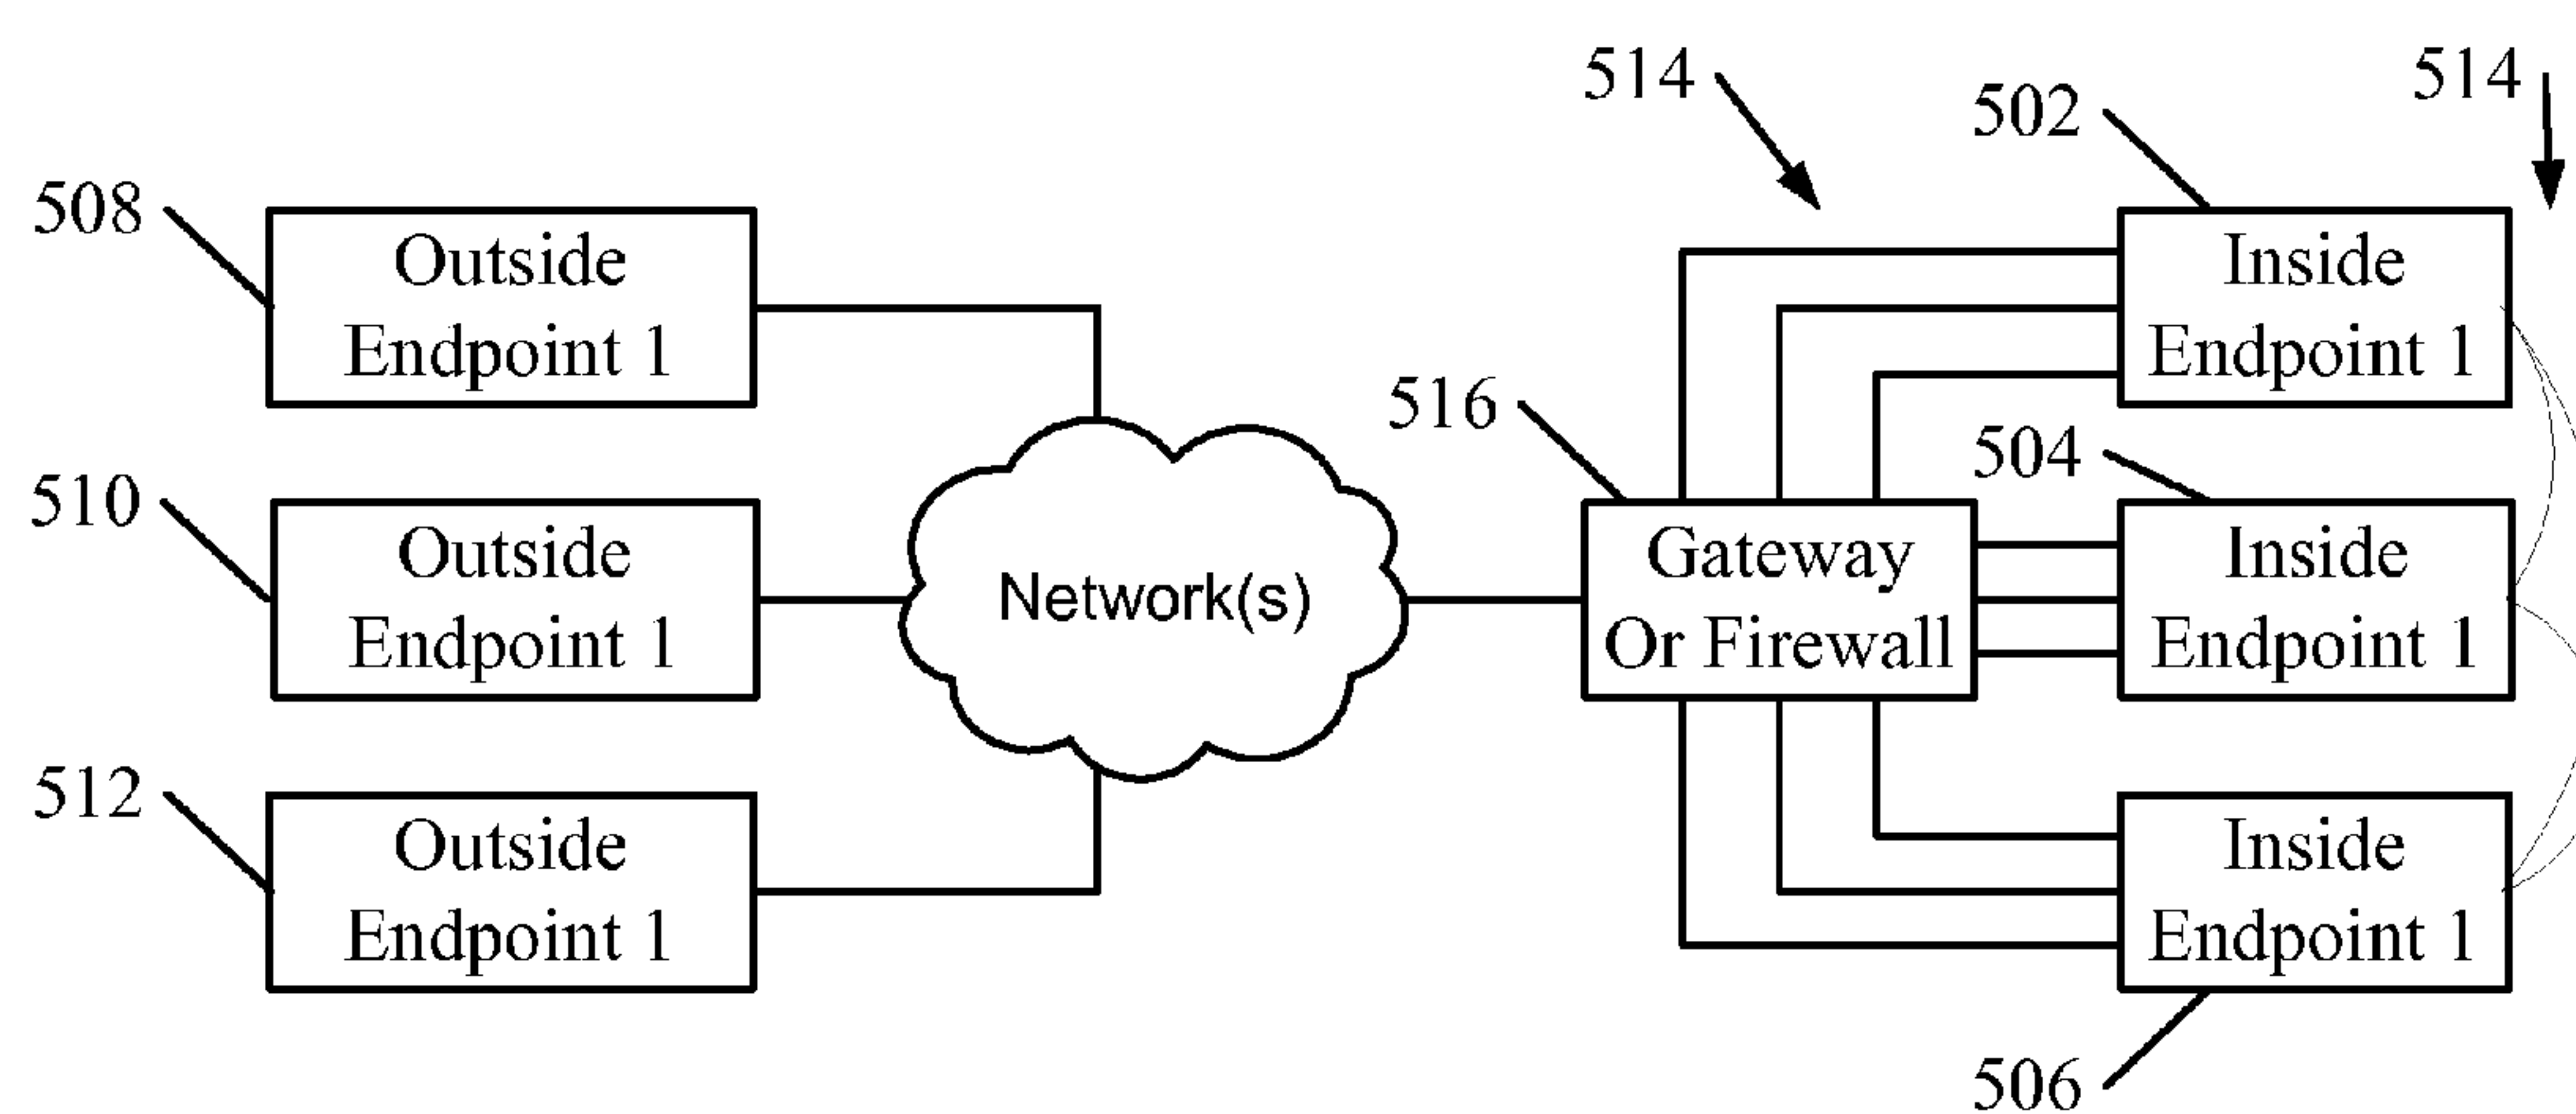 514
514
502
508
Outside
Endpoint 1
Inside
Endpoint 1
516
504
510
Outside
Endpoint 1
Network(s)
Gateway
Or Firewall
Inside
Endpoint 1
512
Outside
Endpoint 1
Inside
Endpoint 1
506